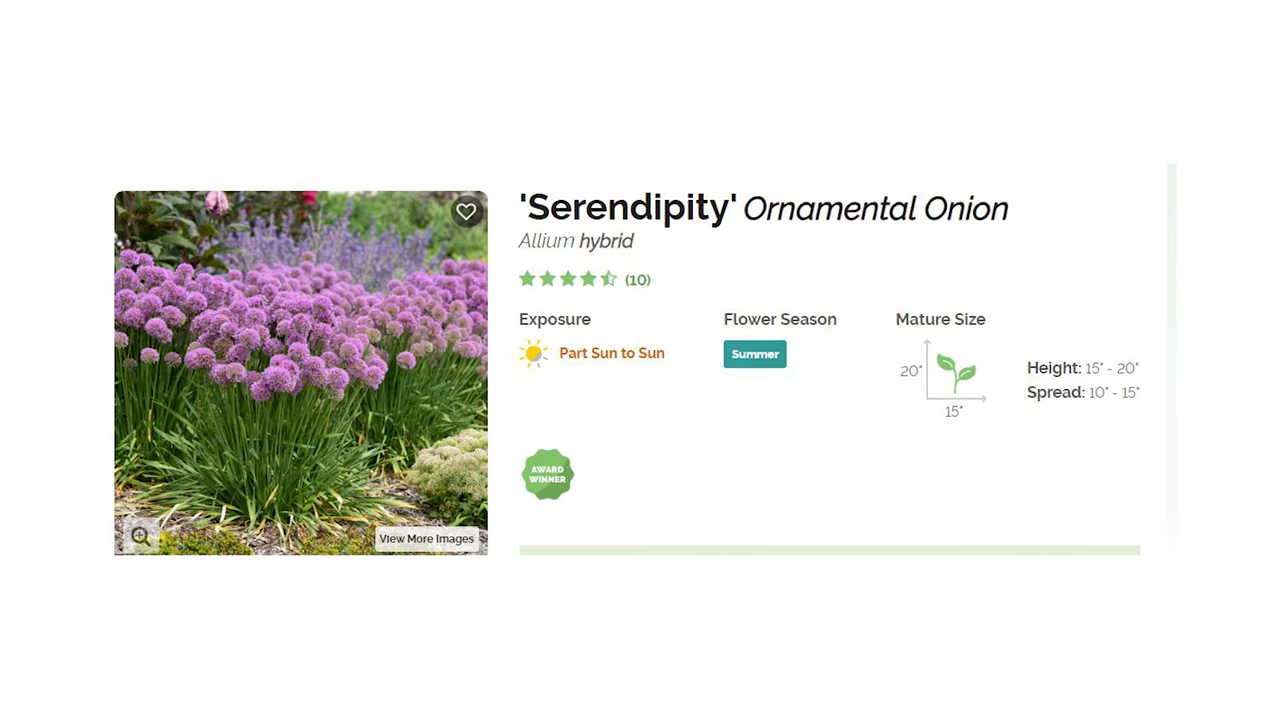 'Serendipity' Ornamental Onion
Allium hybrid
(10)
Exposure
Part Sun to Sun
Flower Season
Summer
Mature Size
20"
15"
Height: 15" - 20"
Spread: 10" - 15"
AWARD
WINNER
View More Images